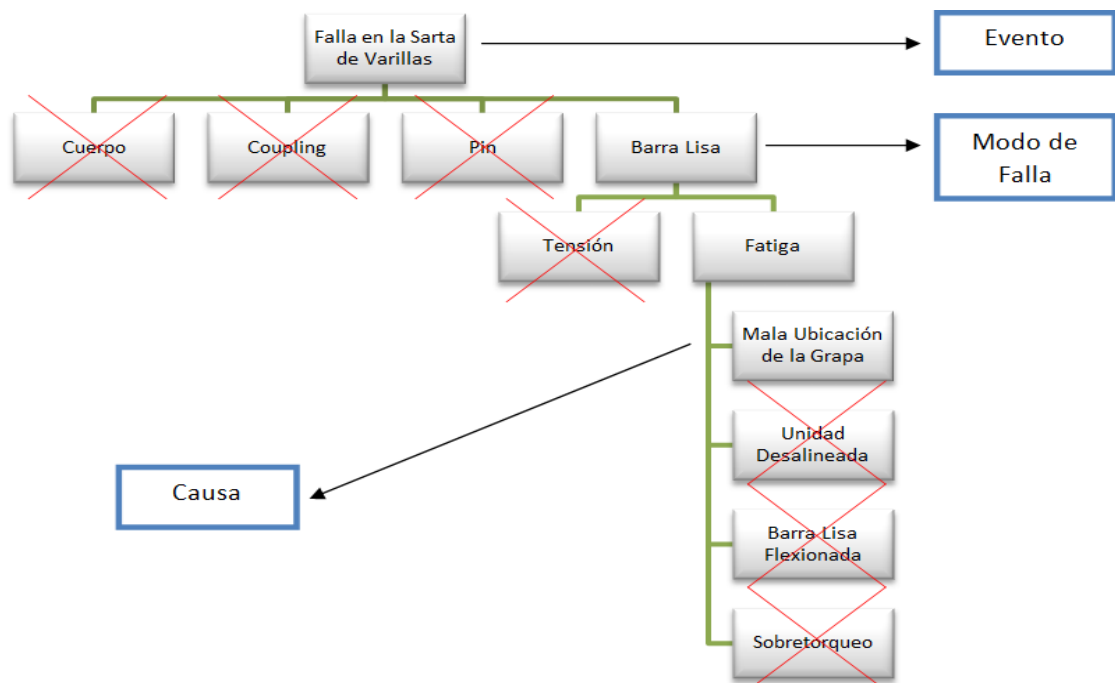 Falla en la Sarta
de Varillas
Evento
Cuerpo
Coupling
Pin
Barra Lisa
Modo de
Falla
Tensión
Fatiga
Mala Ubicación
de la Grapa
Unidad
Desalineada
Causa
Barra Lisa
Flexionada
Sobretorqueo